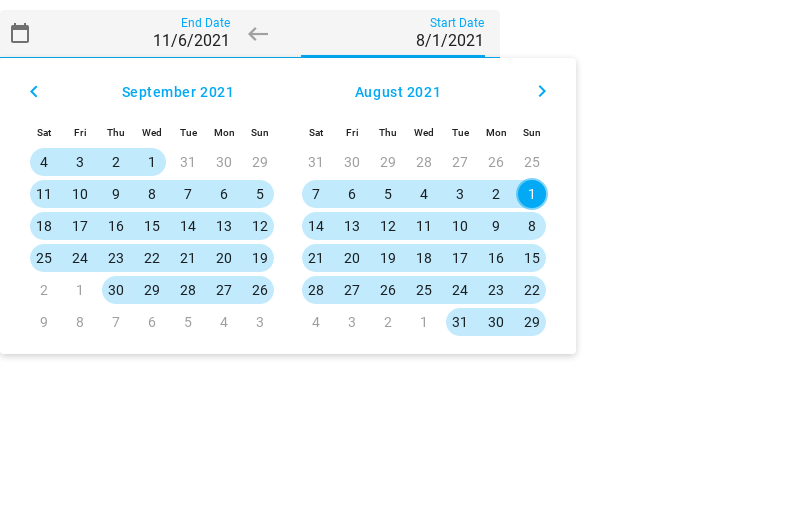 End Date Start Date
11/6/2021 8/1/2021
September 2021 August 2021
Sat Fri Thu Wed Tue Mon Sun Sat Fri Thu Wed Tue Mon Sun
4 3 2 1 31 30 29 31 30 29 28 27 26 25
11 10 9 8 7 6 5 7 6 5 4 3 2 1
18 17 16 15 14 13 12 14 13 12 11 10 9 8
25 24 23 22 21 20 19 21 20 19 18 17 16 15
2 1 30 29 28 27 26 28 27 26 25 24 23 22
9 8 7 6 5 4 3 4 3 2 1 31 30 29